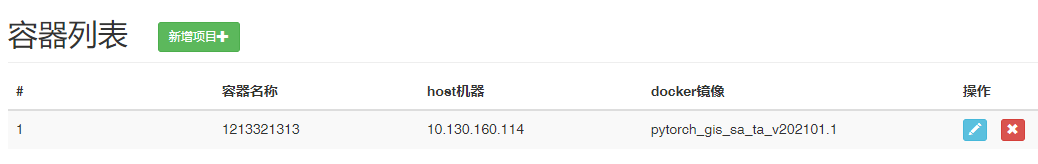 容器列表 新增项目
# 容器名称 host机器 docker镜像 操作
1 1213321313 10.130.160.114 pytorch_gis_sa_ta_v202101.1